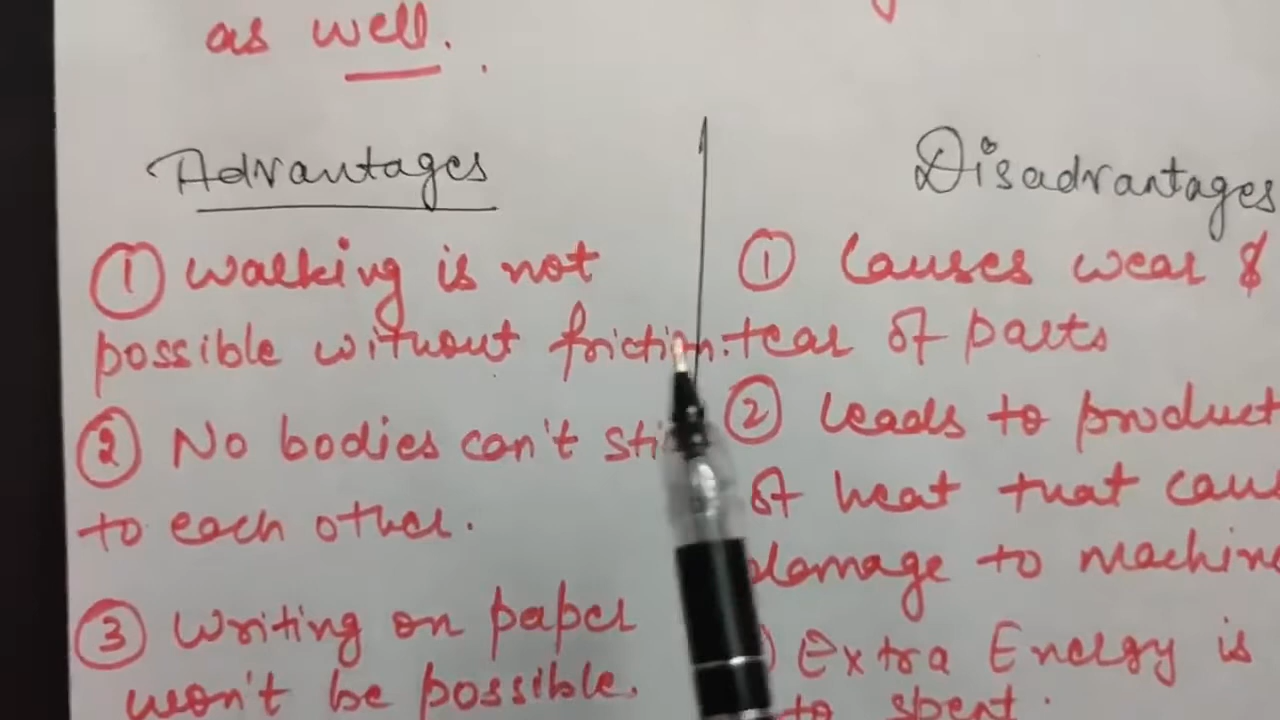 as well.
Advantages
① Walking is not
possible without friction.
② No bodies can't
to each other.
③ Writing on paper
won't be possible.
Disadvantages
① Causes wear &
tear of parts
② Leads to product
of heat that caus
damage to machine
Extra Energy is
to spent.